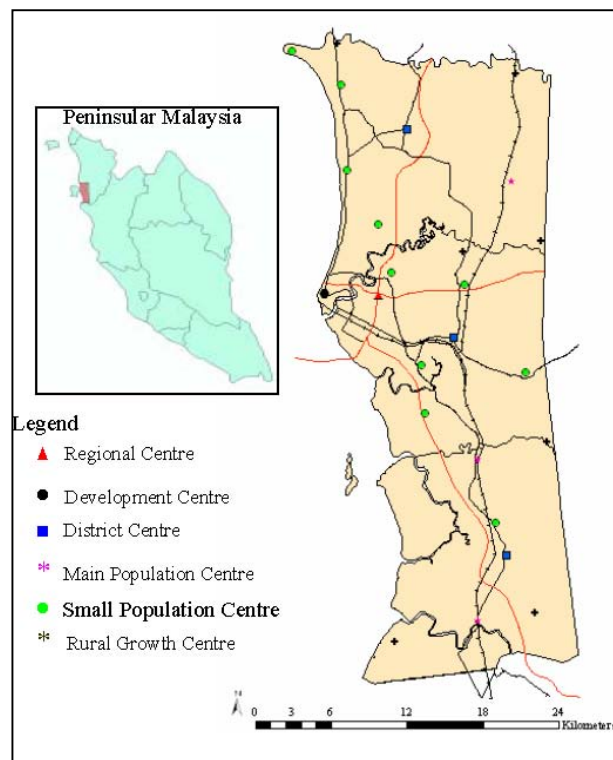 Peninsular Malaysia
Legend
Regional Centre
Development Centre
District Centre
Main Population Centre
Small Population Centre
Rural Growth Centre
N
0 3 6 12 18 24
Kilometers